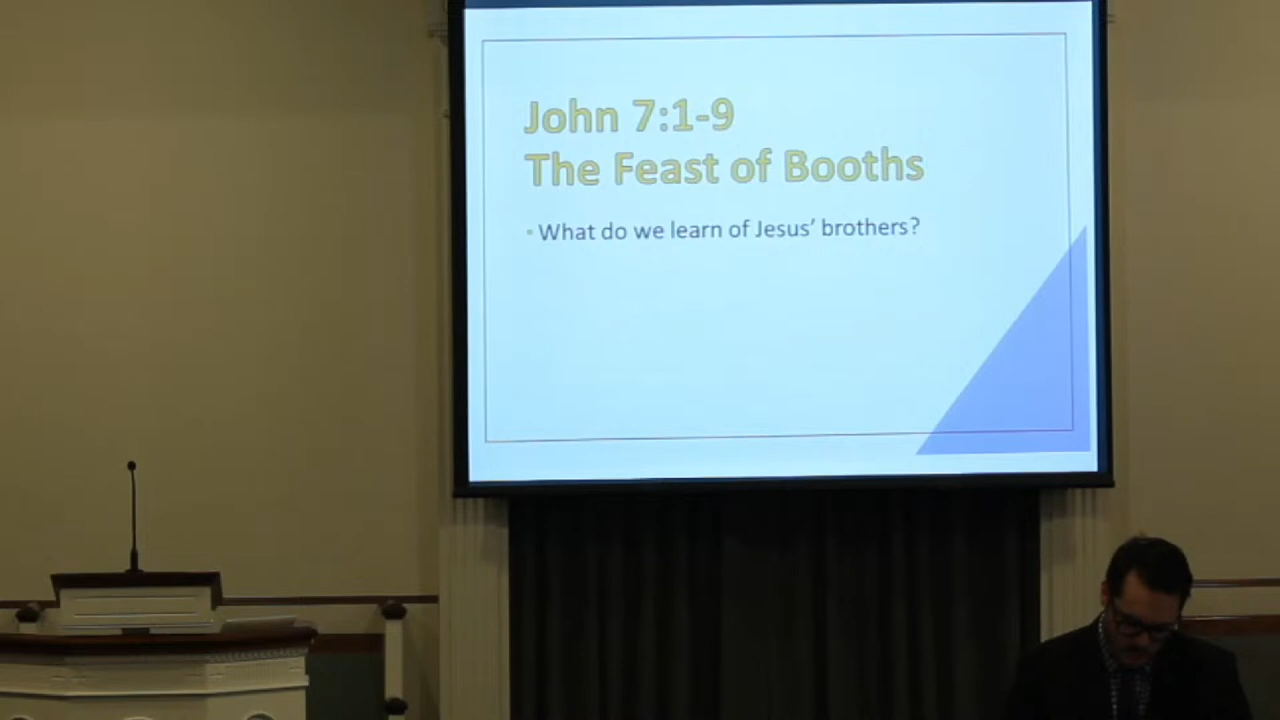 John 7:1-9
The Feast of Booths
• What do we learn of Jesus’ brothers?